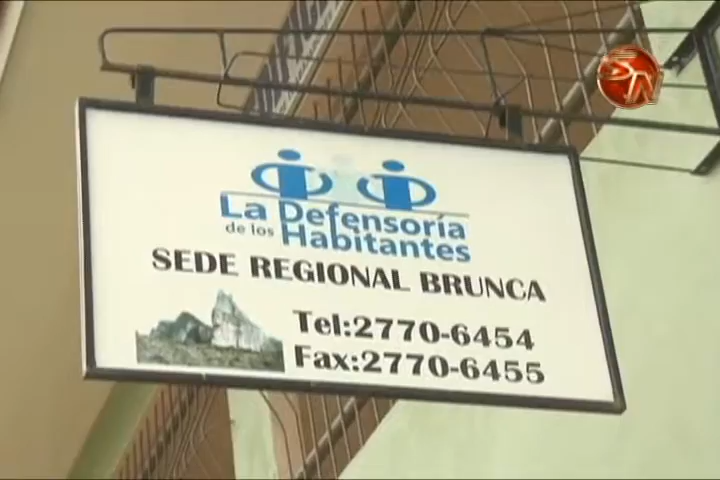 La Defensoría
de los Habitantes
SEDE REGIONAL BRUNCA
Tel:2770-6454
Fax:2770-6455